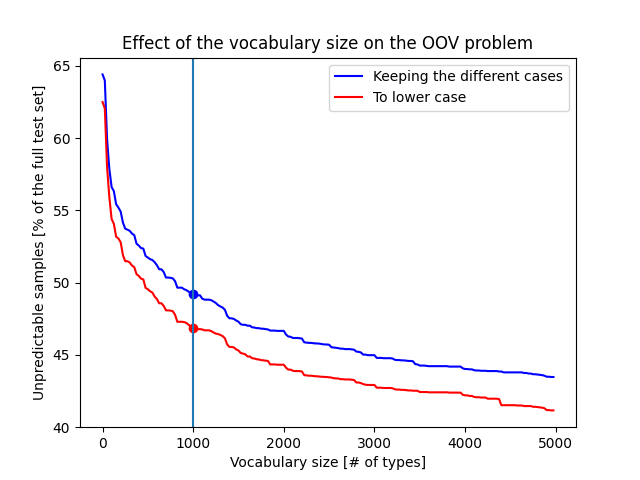 Effect of the vocabulary size on the OOV problem
Keeping the different cases
To lower case
Unpredictable samples [% of the full test set]
65
60
55
50
45
40
0
1000
2000
3000
4000
5000
Vocabulary size [# of types]